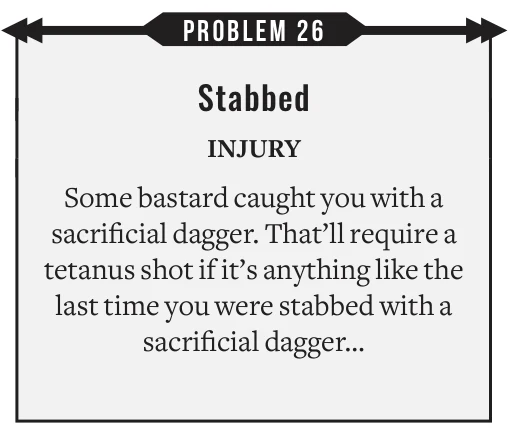 PROBLEM 26
Stabbed
INJURY
Some bastard caught you with a
sacrificial dagger. That’ll require a
tetanus shot if it’s anything like the
last time you were stabbed with a
sacrificial dagger...